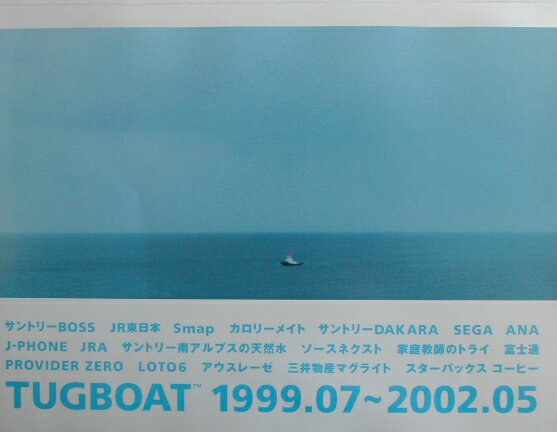 サントリーBOSS JR東日本 Smap カロリーメイト サントリーDAKARA SEGA ANA
J-PHONE JRA サントリー南アルプスの天然水 ソースネクスト 家庭教師のトライ 富士通
PROVIDER ZERO LOTO6 アウスレーゼ 三井物産マグライト スターバックス コーヒー
TUGBOAT™ 1999.07~2002.05